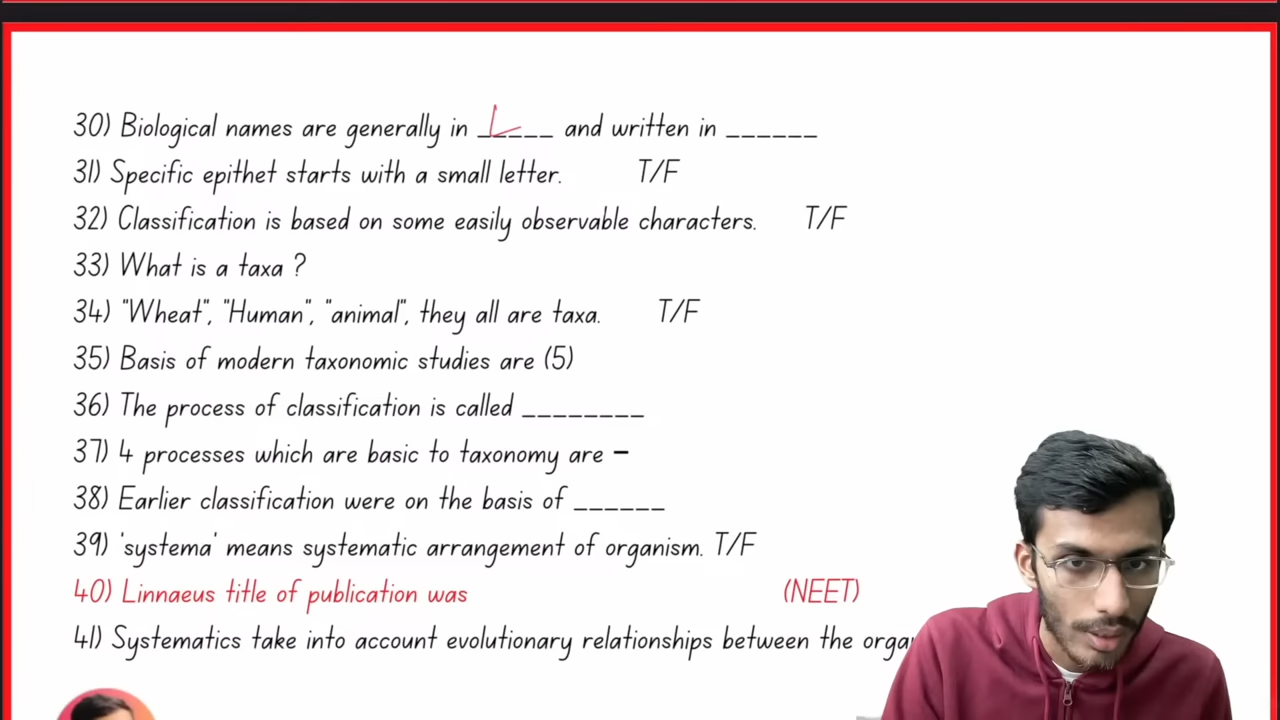 30) Biological names are generally in L_____ and written in ______
31) Specific epithet starts with a small letter. T/F
32) Classification is based on some easily observable characters. T/F
33) What is a taxa ?
34) "Wheat", "Human", "animal", they all are taxa. T/F
35) Basis of modern taxonomic studies are (5)
36) The process of classification is called ________
37) 4 processes which are basic to taxonomy are -
38) Earlier classification were on the basis of ______
39) 'systema' means systematic arrangement of organism. T/F
40) Linnaeus title of publication was (NEET)
41) Systematics take into account evolutionary relationships between the